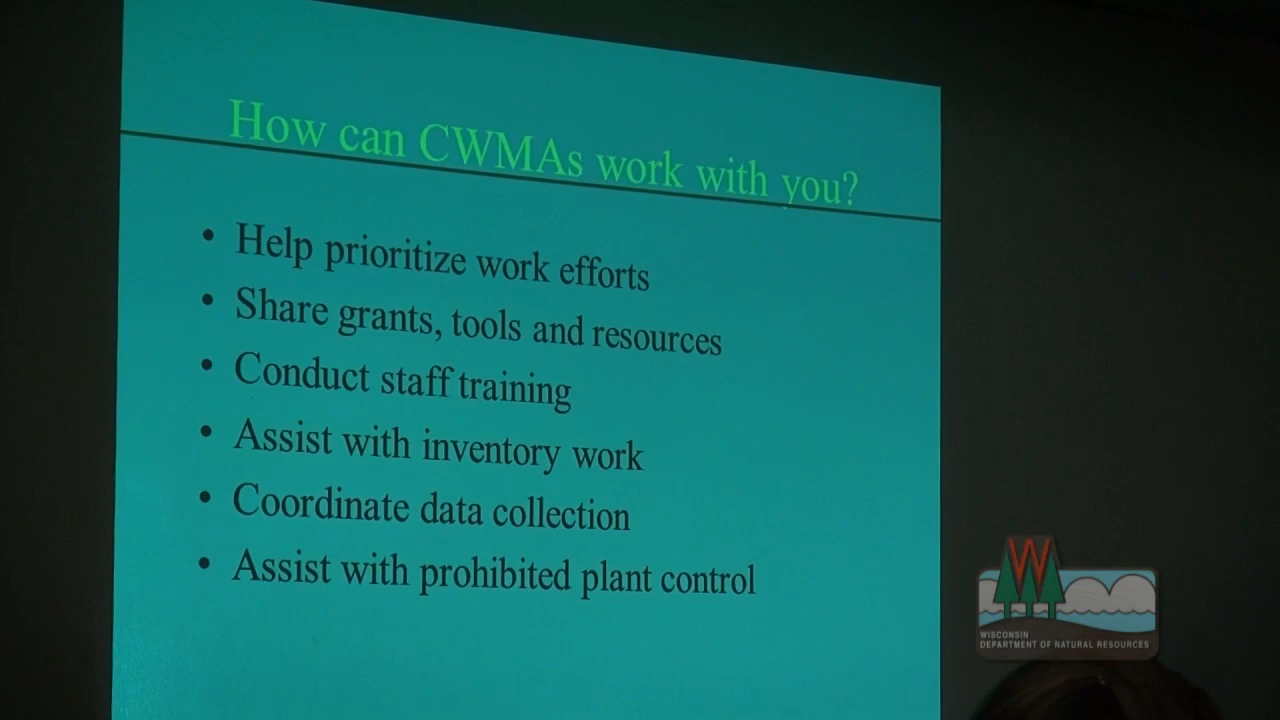 How can CWMAs work with you?
• Help prioritize work efforts
• Share grants, tools and resources
• Conduct staff training
• Assist with inventory work
• Coordinate data collection
• Assist with prohibited plant control
WISCONSIN
DEPARTMENT OF NATURAL RESOURCES